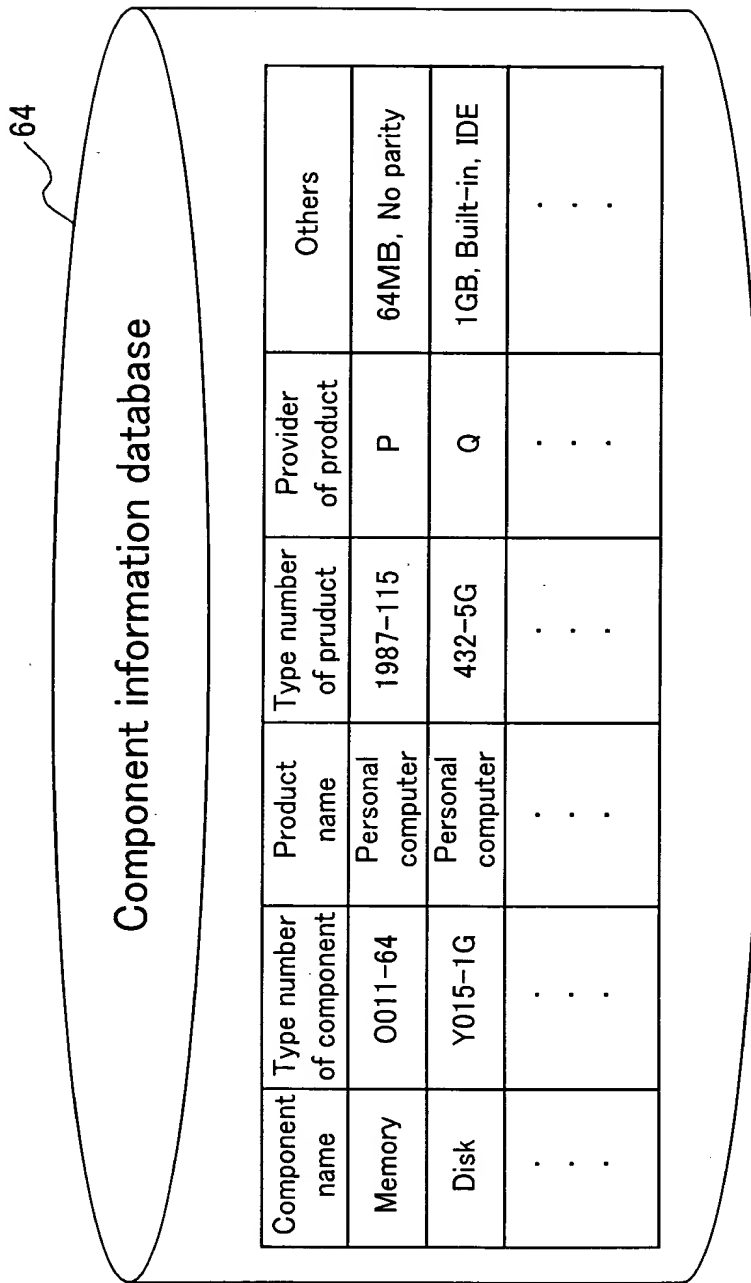 64
Component information database
Component name | Type number of component | Product name | Type number of pruduct | Provider of product | Others
Memory | O011-64 | Personal computer | 1987-115 | P | 64MB, No parity
Disk | Y015-1G | Personal computer | 432-5G | Q | 1GB, Built-in, IDE
. . . | . . . | . . . | . . . | . . . | . . .